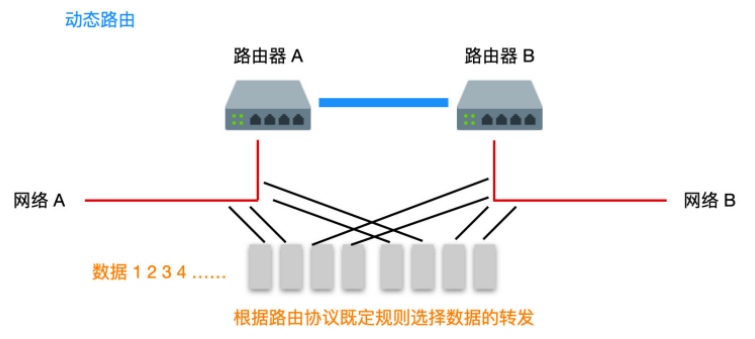 动态路由
路由器 A
路由器 B
网络 A
网络 B
数据 1 2 3 4 ......
根据路由协议既定规则选择数据的转发